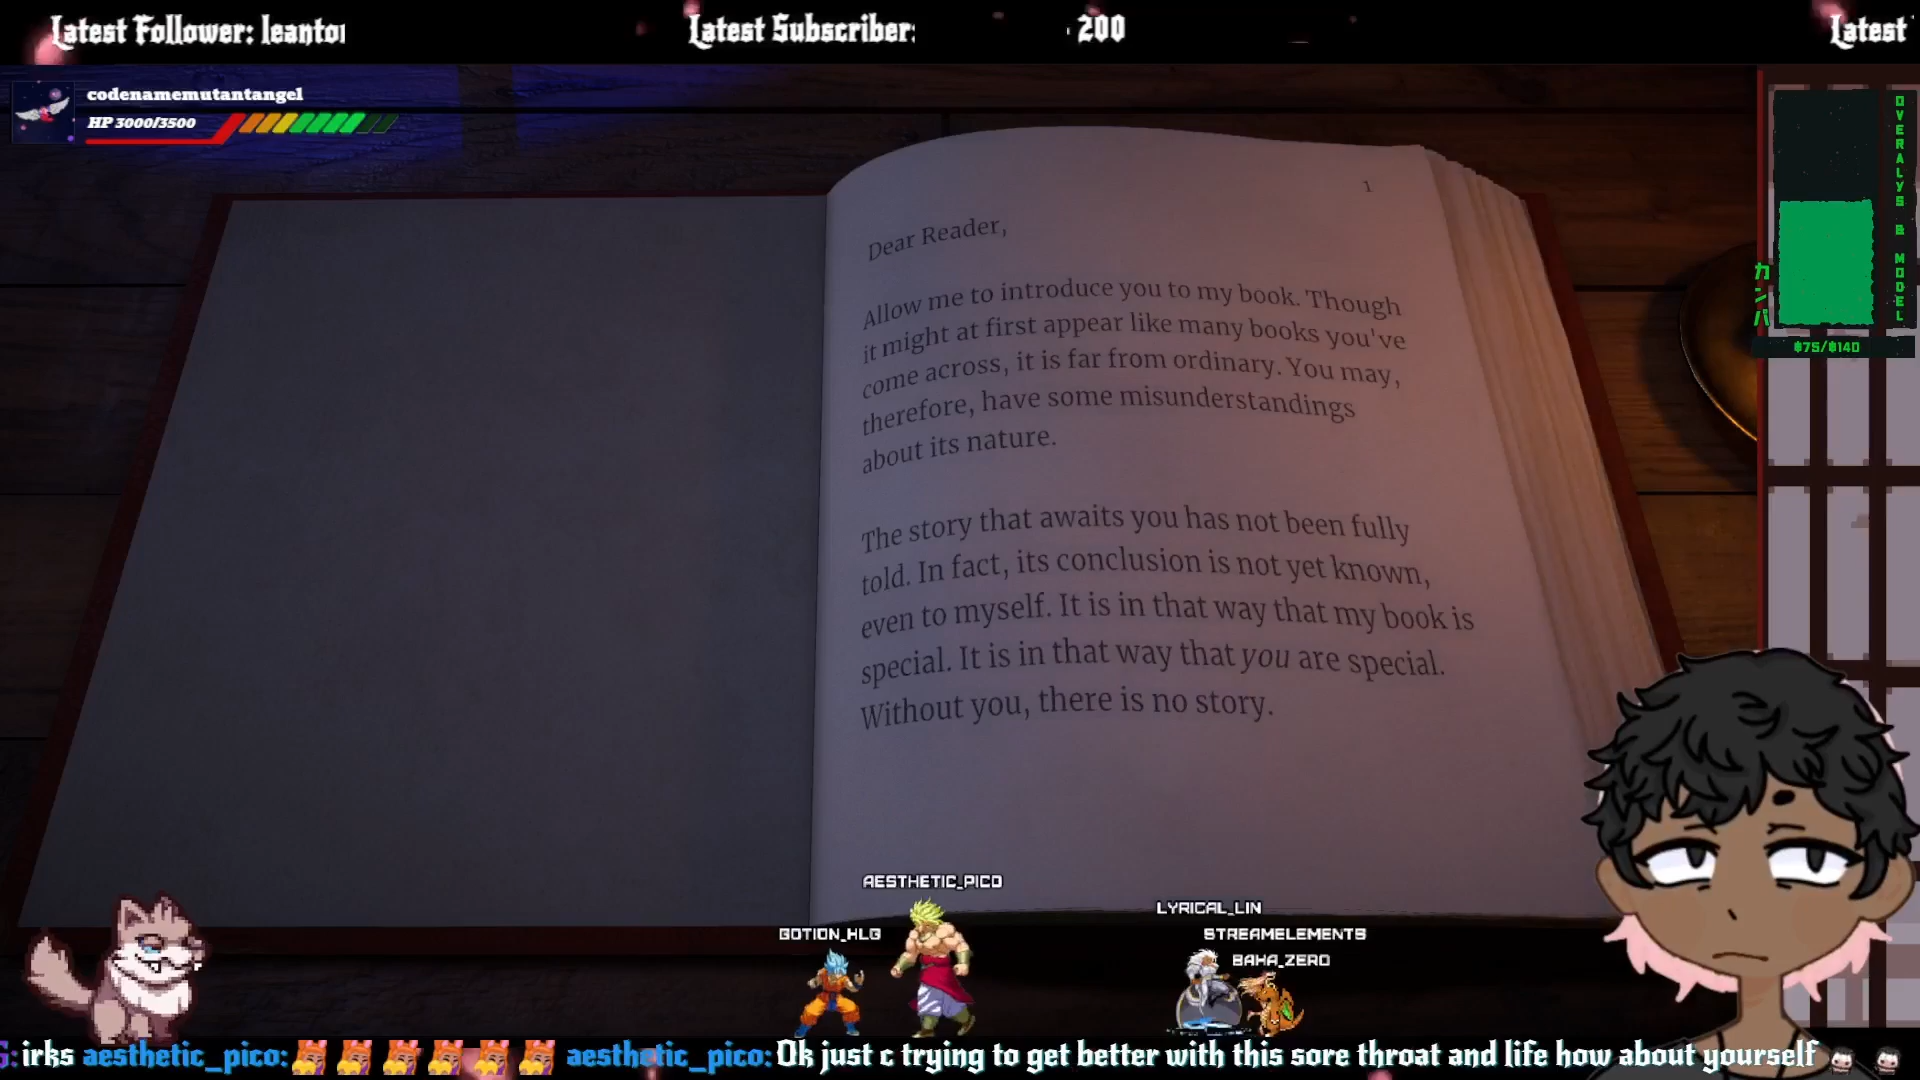 Latest Follower: leanto
Latest Subscriber:
- 200
Latest
codenamemutantangel
HP 3000/3500
OVERALYS & MODEL
カンパ
฿75/฿140
1
Dear Reader,
Allow me to introduce you to my book. Though
it might at first appear like many books you've
come across, it is far from ordinary. You may,
therefore, have some misunderstandings
about its nature.
The story that awaits you has not been fully
told. In fact, its conclusion is not yet known,
even to myself. It is in that way that my book is
special. It is in that way that you are special.
Without you, there is no story.
AESTHETIC_PICO
GOTION_HLG
LYRICAL_LIN
STREAMELEMENTS
BAHA_ZERO
irks aesthetic_pico: aesthetic_pico: Ok just c trying to get better with this sore throat and life how about yourself